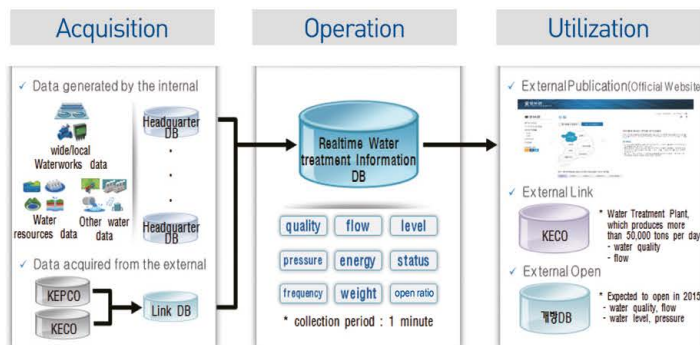 Acquisition
✓ Data generated by the internal
wide/local
Waterworks data
Water
resources data
Other water
data
Headquarter
DB
.
.
.
Headquarter
DB
✓ Data acquired from the external
KEPCO
KECO
Link DB
Operation
Realtime Water
treatment Information
DB
quality
flow
level
pressure
energy
status
frequency
weight
open ratio
* collection period : 1 minute
Utilization
✓ ExternalPublication(Official Website
✓ External Link
KECO
* Water Treatment Plant,
which produces more
than 50,000 tons per day
- water quality
- flow
✓ External Open
개방DB
* Expected to open in 2015
- water quality, flow
- water level, pressure